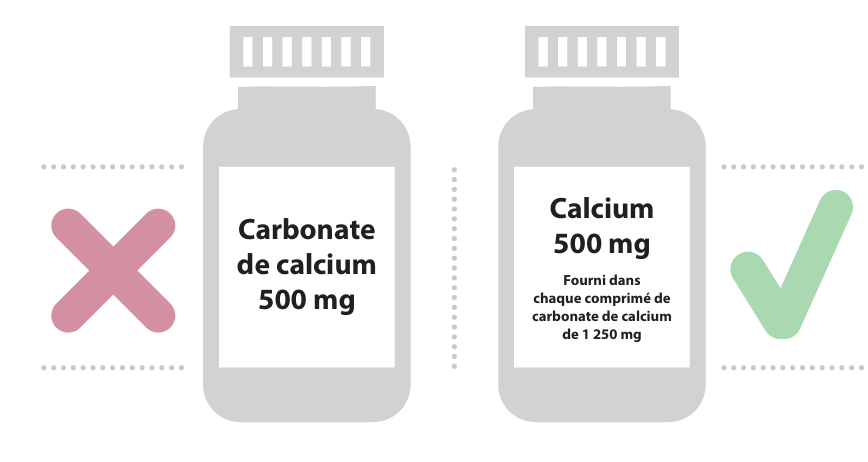 Carbonate
de calcium
500 mg
Calcium
500 mg
Fourni dans
chaque comprimé de
carbonate de calcium
de 1 250 mg